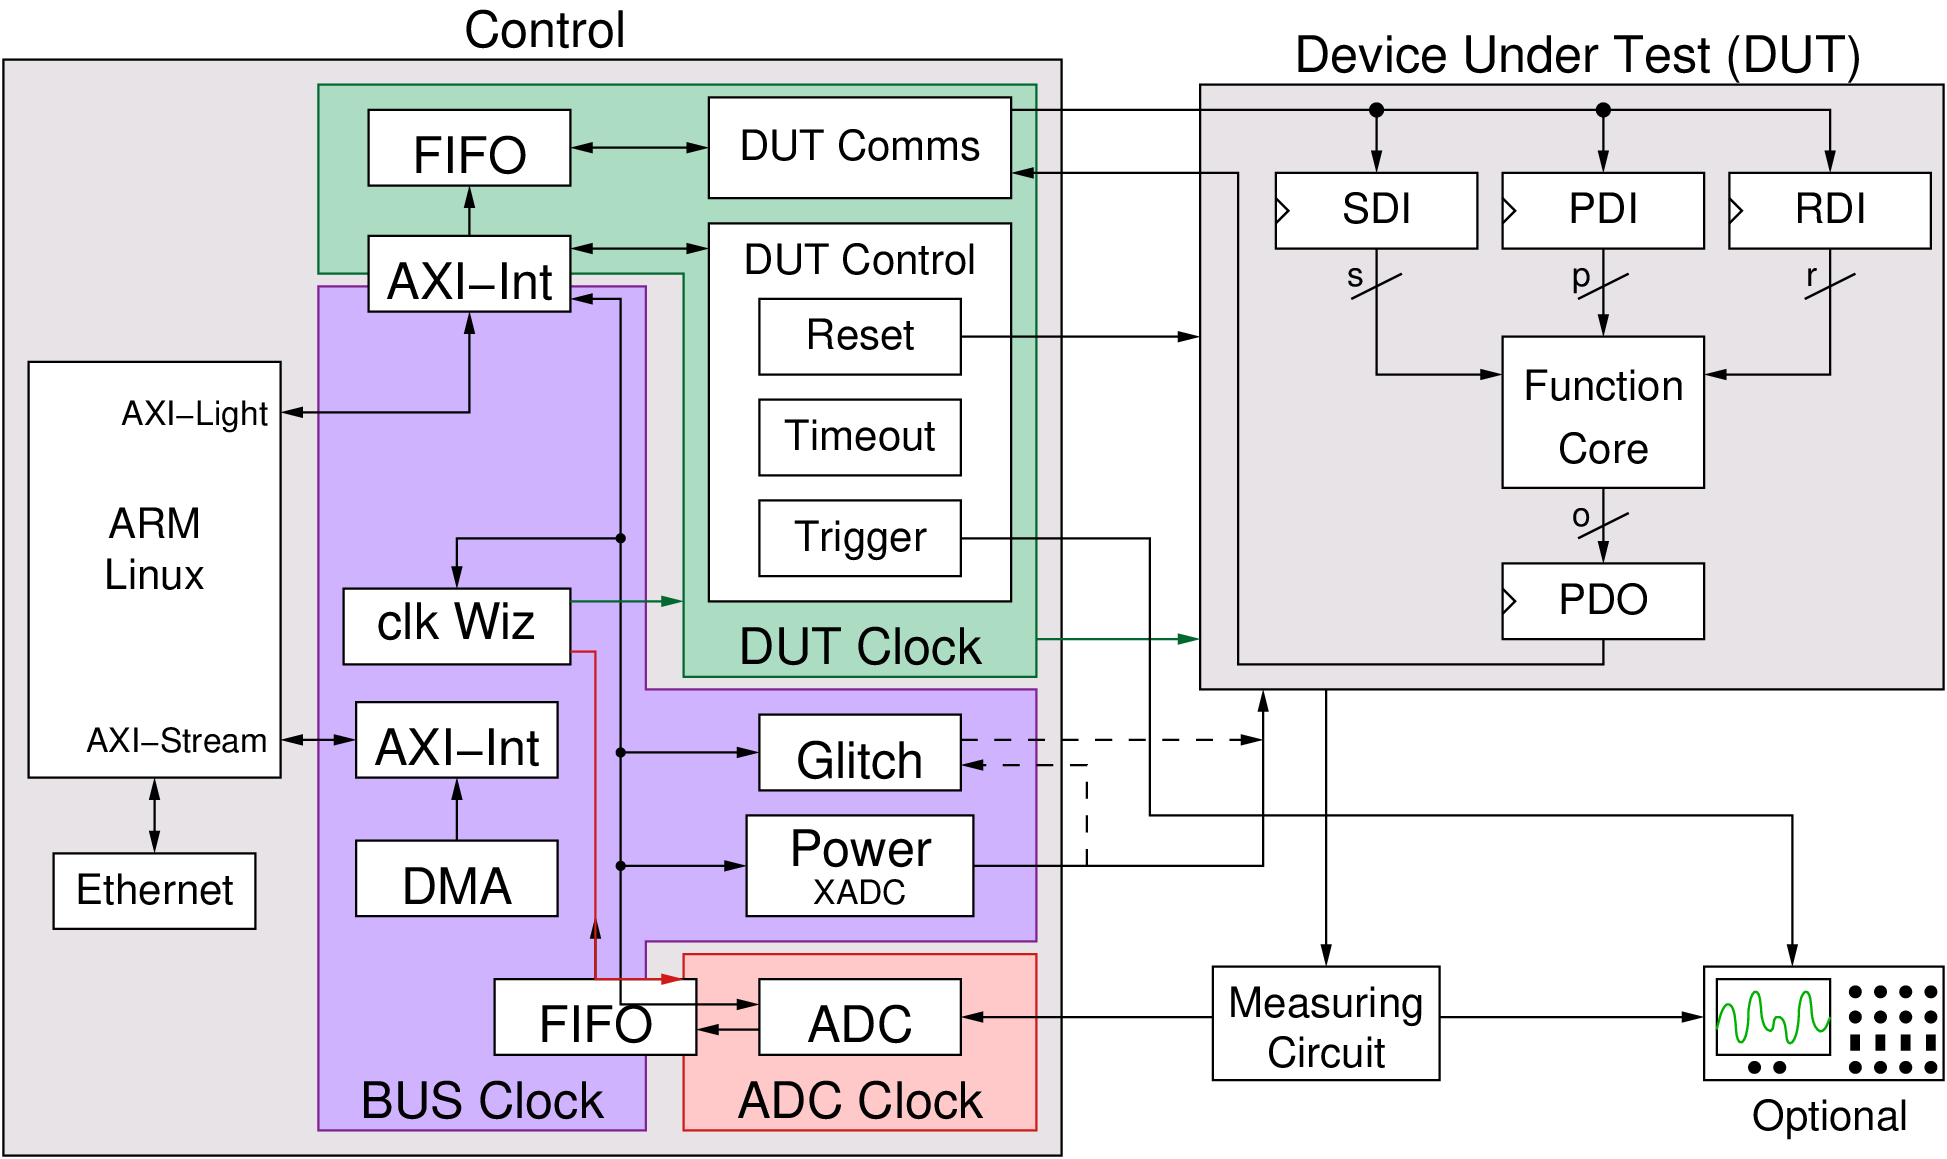 Control
Device Under Test (DUT)
FIFO
DUT Comms
SDI
PDI
RDI
AXI–Int
DUT Control
s
p
r
Reset
Function
Core
AXI–Light
Timeout
ARM
Linux
Trigger
o
clk Wiz
PDO
DUT Clock
AXI–Stream
AXI–Int
Glitch
Power
XADC
Ethernet
DMA
FIFO
ADC
Measuring
Circuit
BUS Clock
ADC Clock
Optional